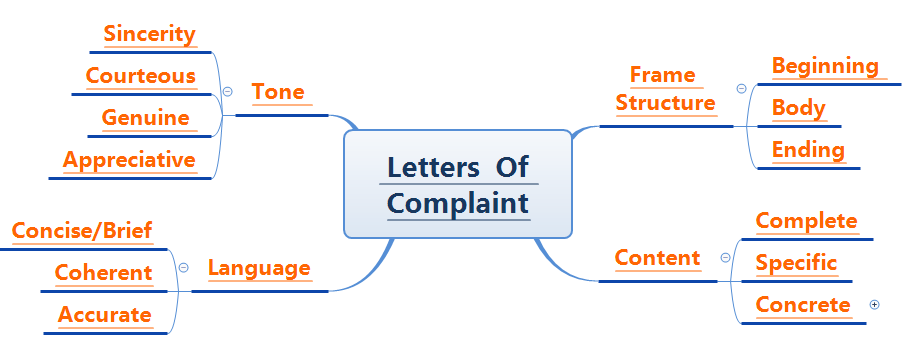 Letters Of
Complaint
Tone
Sincerity
Courteous
Genuine
Appreciative
Language
Concise/Brief
Coherent
Accurate
Frame
Structure
Beginning
Body
Ending
Content
Complete
Specific
Concrete